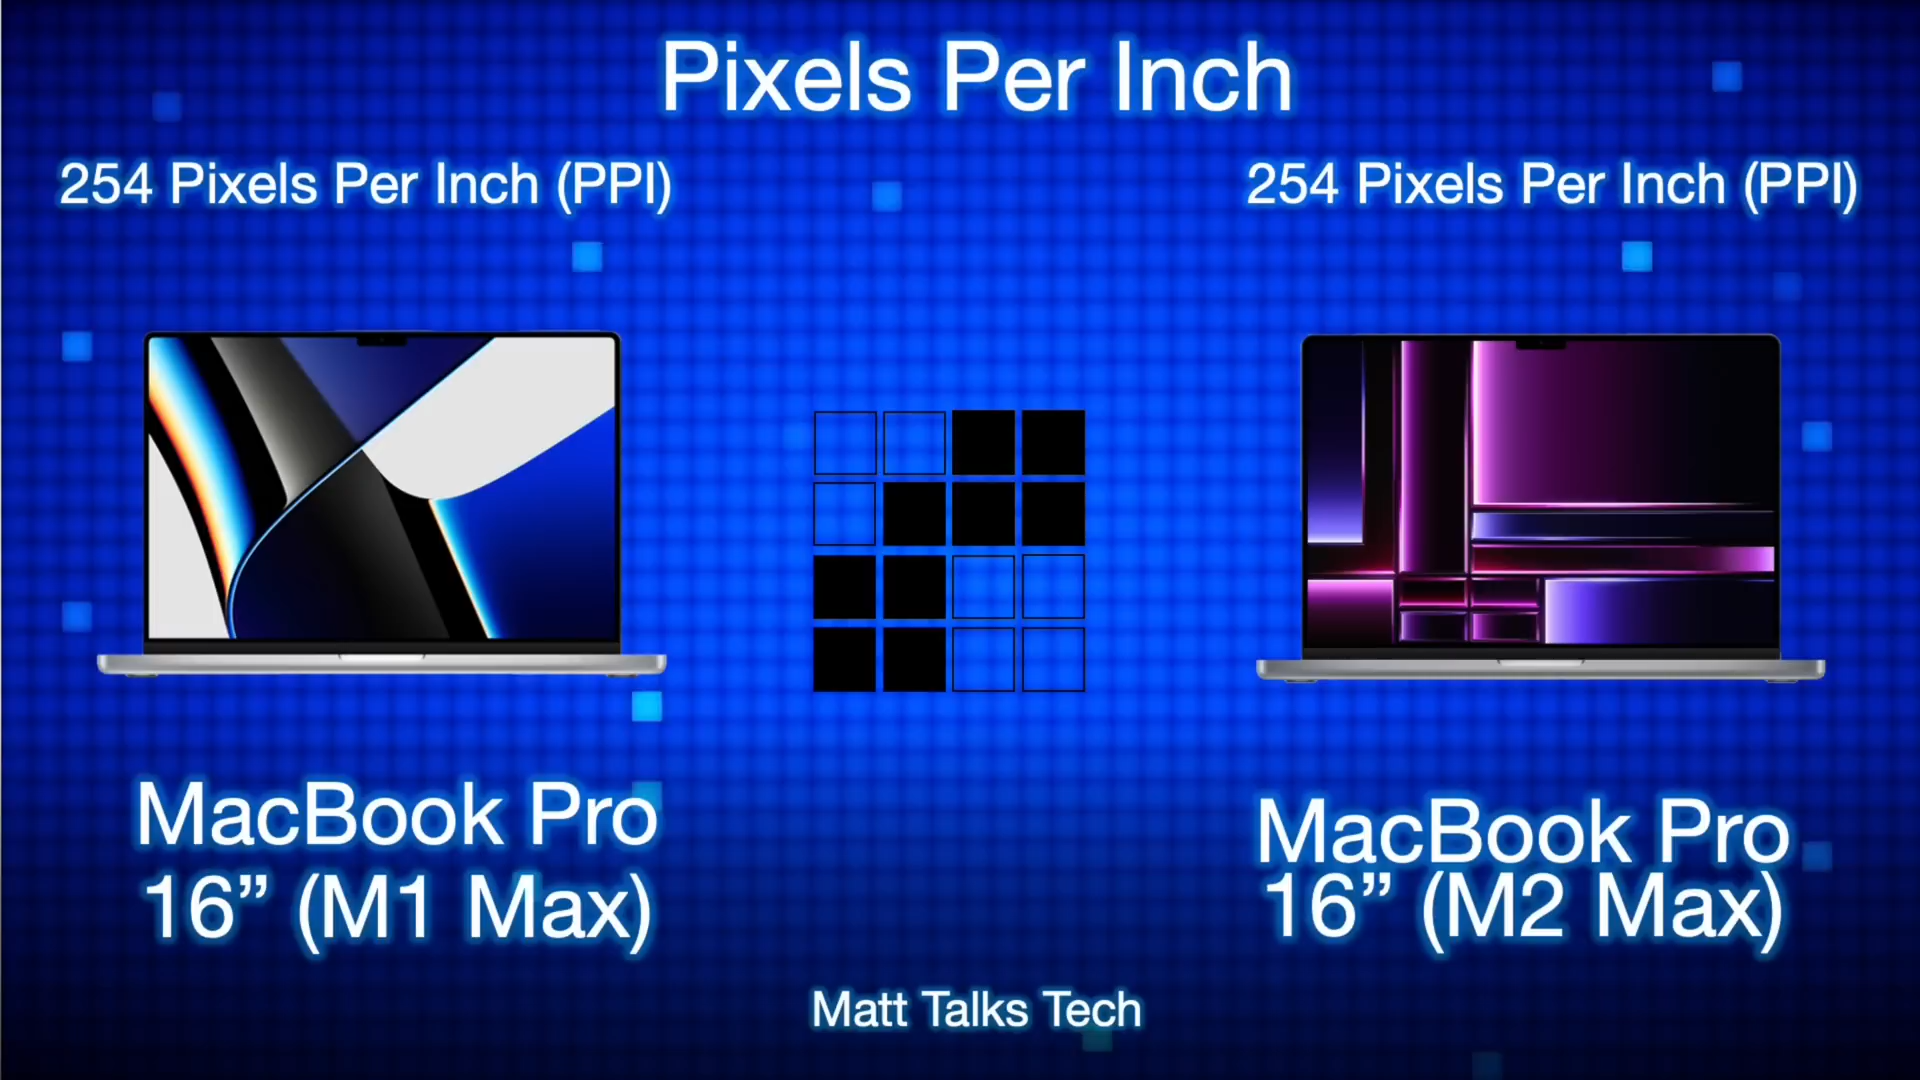 Pixels Per Inch
254 Pixels Per Inch (PPI)
254 Pixels Per Inch (PPI)
MacBook Pro
16” (M1 Max)
MacBook Pro
16” (M2 Max)
Matt Talks Tech